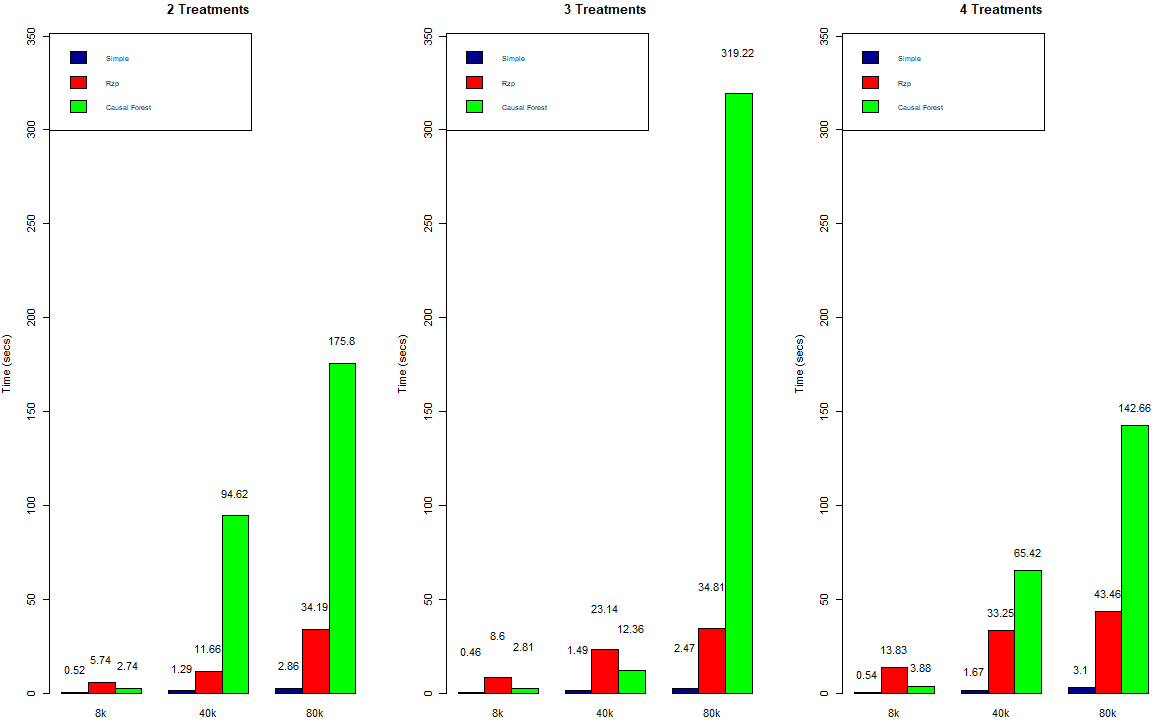 2 Treatments
350
300
250
200
150
100
50
0
Time (secs)
Simple
Rzp
Causal Forest
0.52
5.74
2.74
1.29
11.66
94.62
2.86
34.19
175.8
8k
40k
80k
3 Treatments
350
300
250
200
150
100
50
0
Time (secs)
Simple
Rzp
Causal Forest
0.46
8.6
2.81
1.49
23.14
12.36
2.47
34.81
319.22
8k
40k
80k
4 Treatments
350
300
250
200
150
100
50
0
Time (secs)
Simple
Rzp
Causal Forest
0.54
13.83
3.88
1.67
33.25
65.42
3.1
43.46
142.66
8k
40k
80k